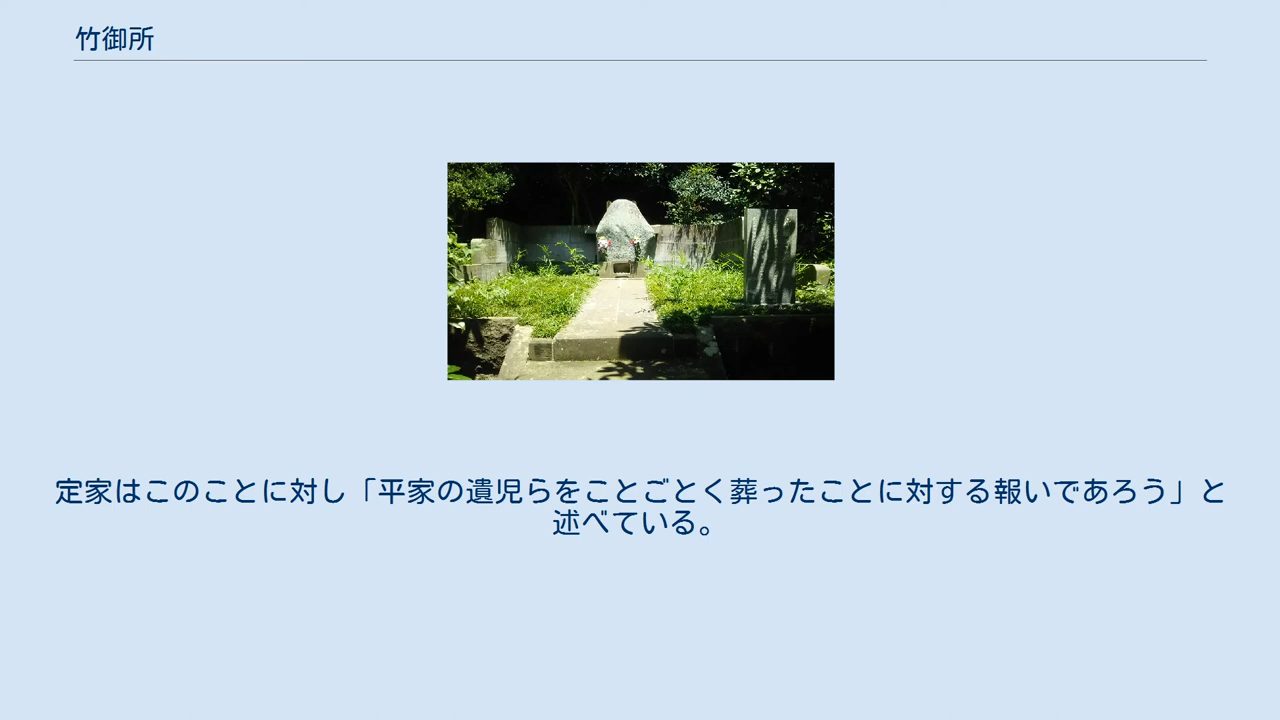 竹御所
定家はこのことに対し「平家の遺児らをことごとく葬ったことに対する報いであろう」と
述べている。